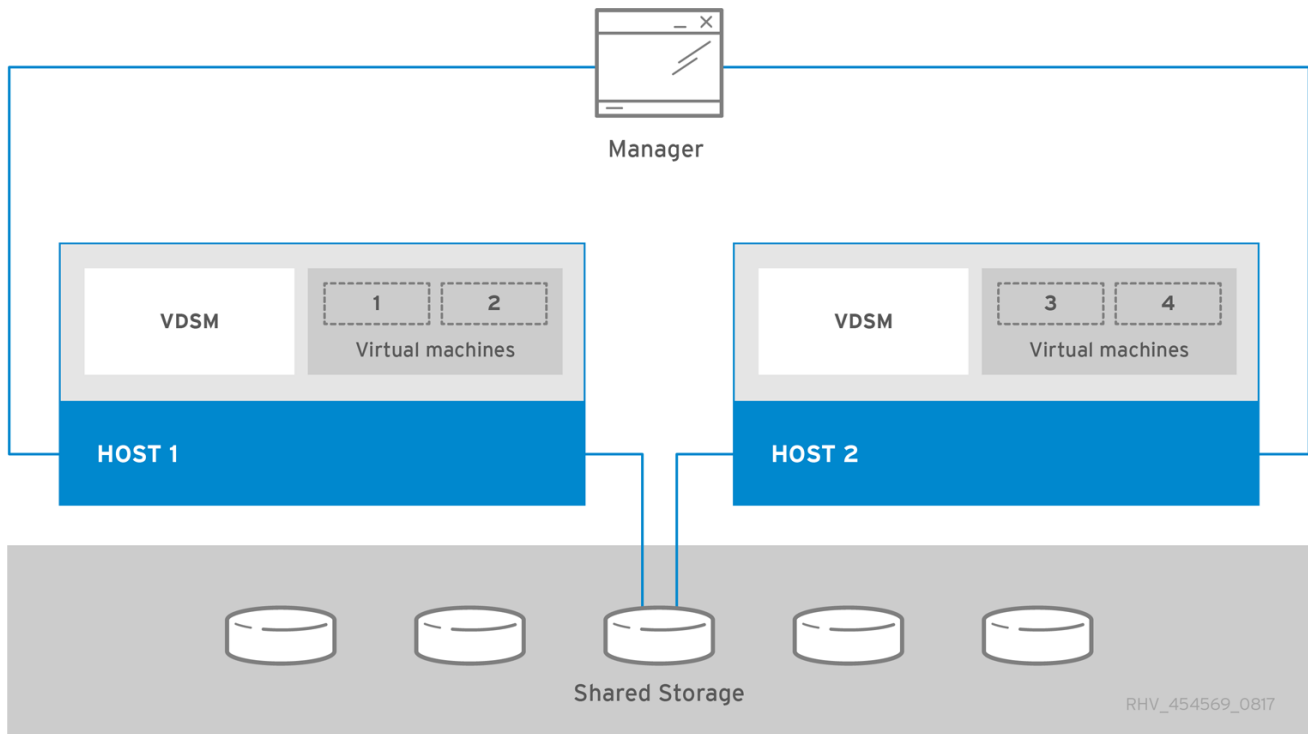 Manager
VDSM
1
2
Virtual machines
HOST 1
VDSM
3
4
Virtual machines
HOST 2
Shared Storage
RHV_454569_0817